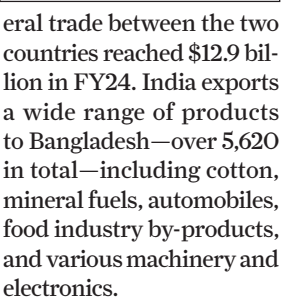 eral trade between the two
countries reached $12.9 bil-
lion in FY24. India exports
a wide range of products
to Bangladesh—over 5,620
in total—including cotton,
mineral fuels, automobiles,
food industry by-products,
and various machinery and
electronics.